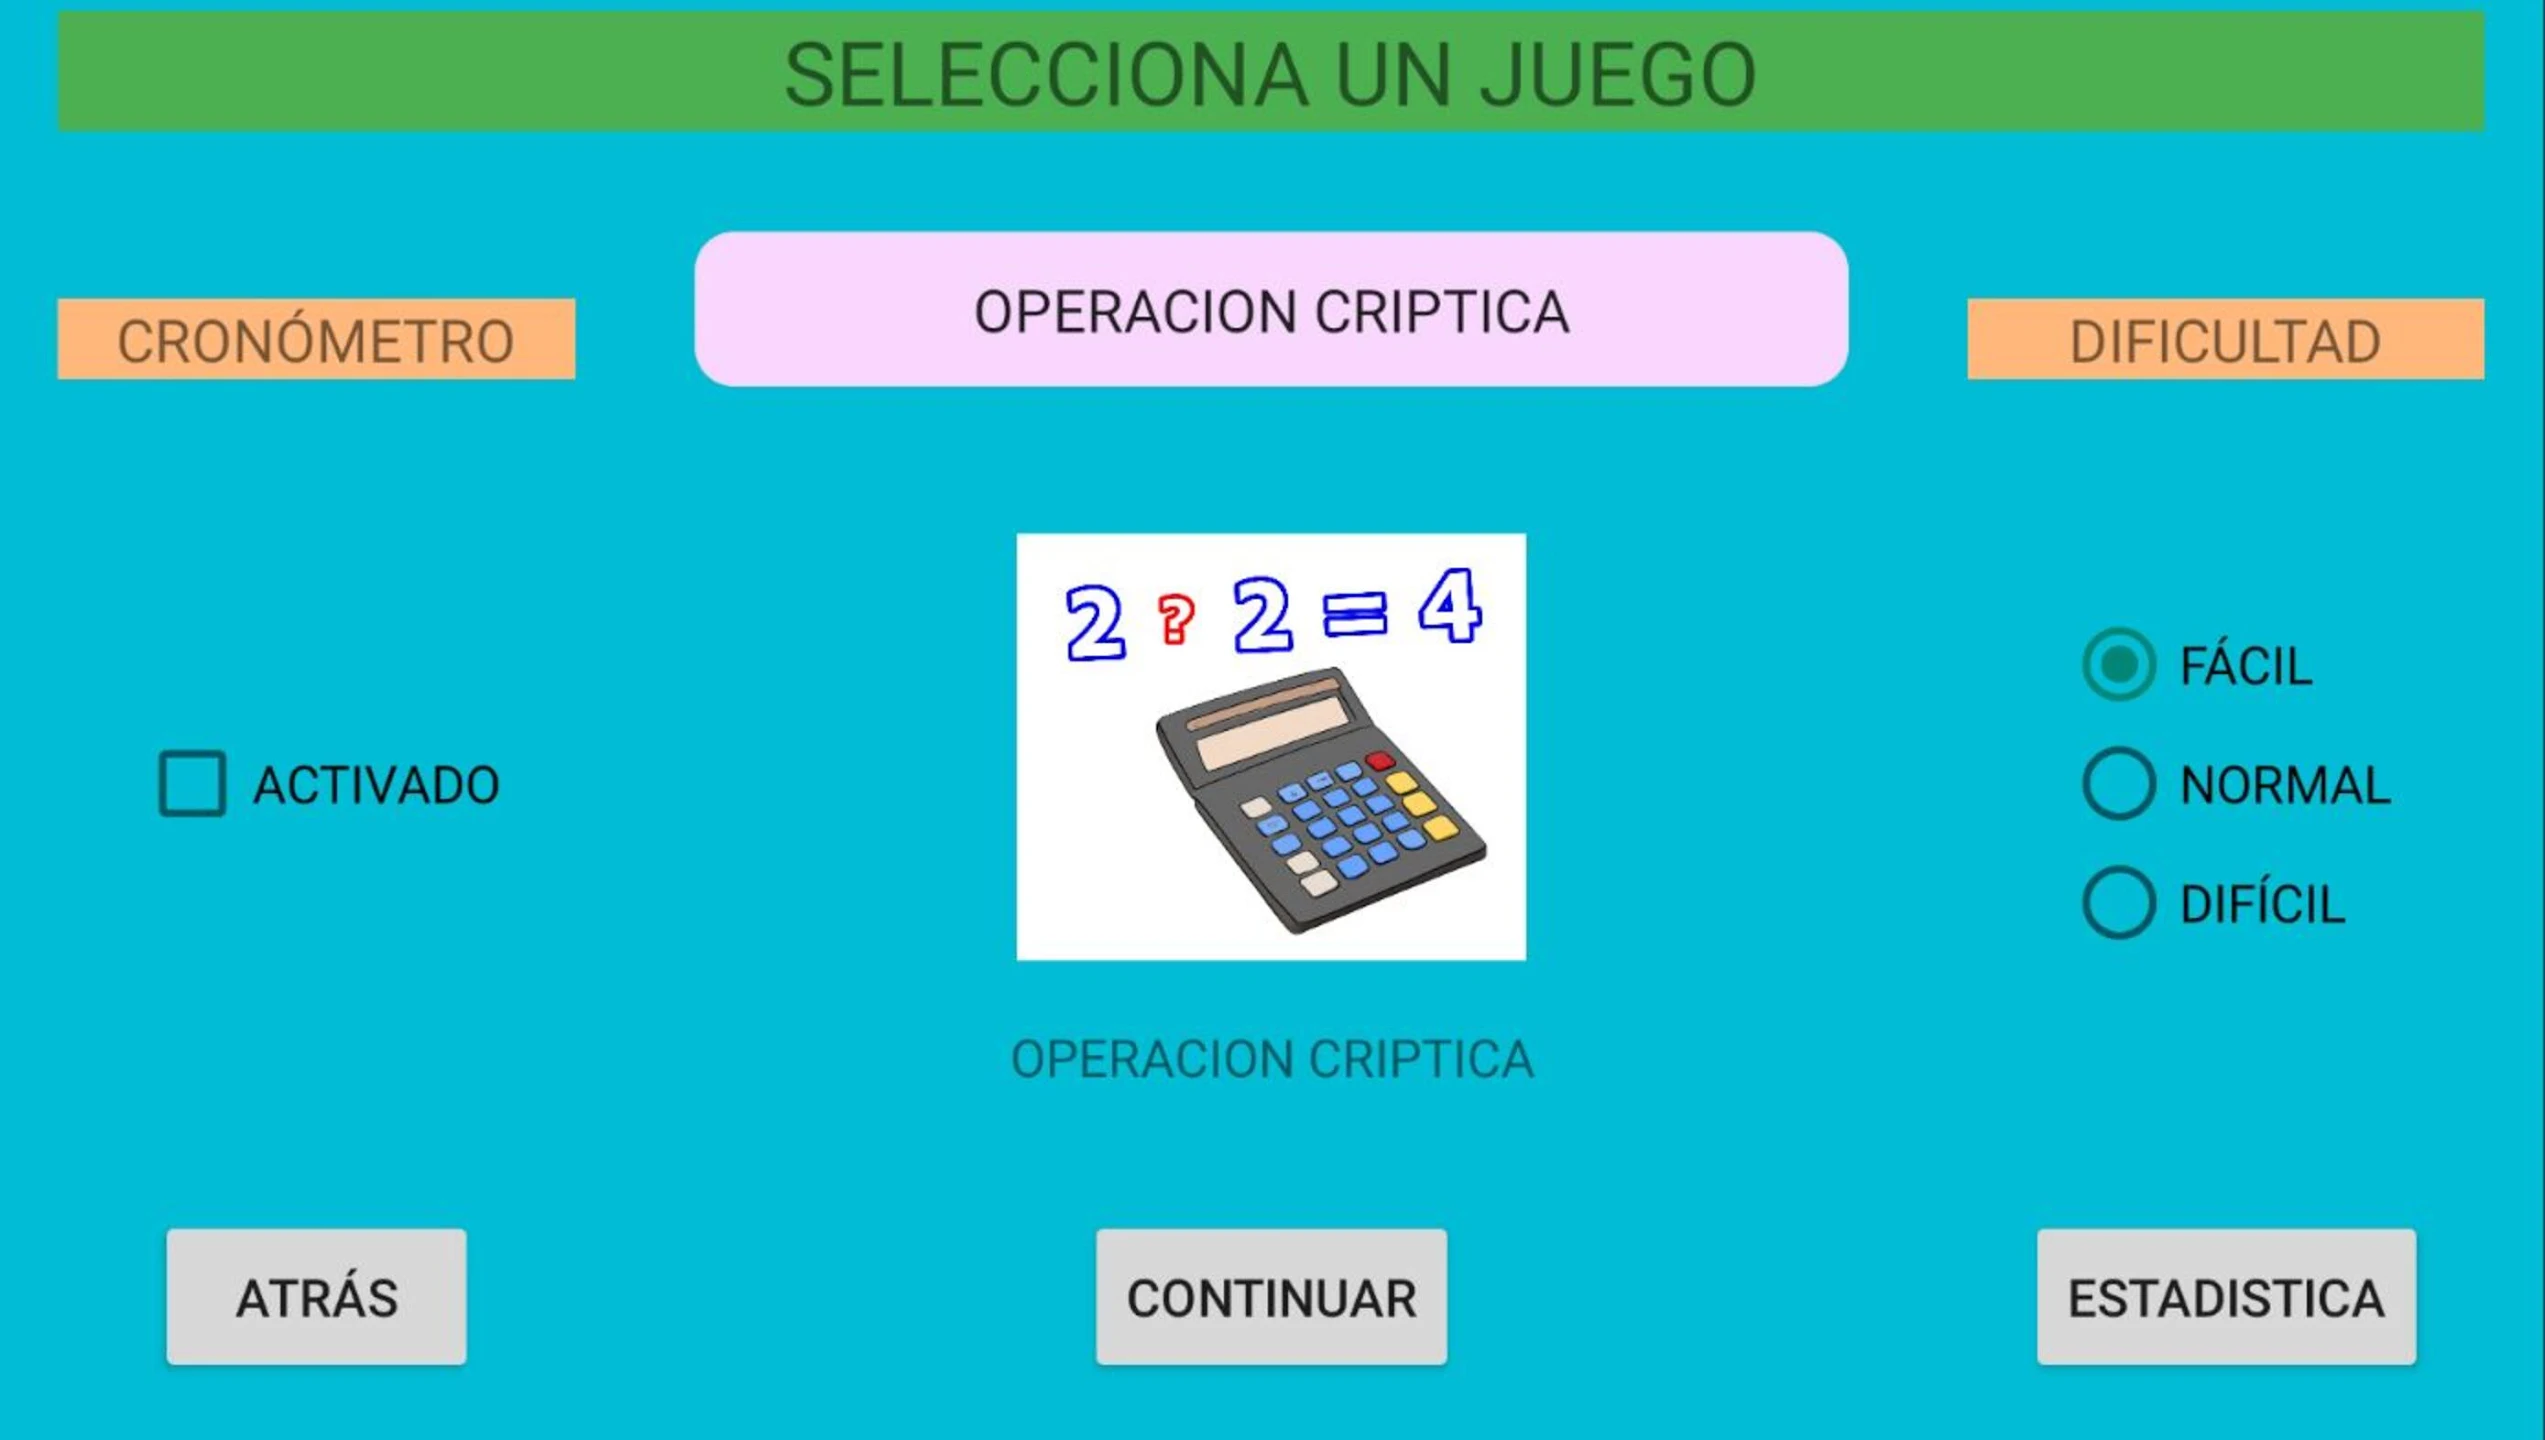 SELECCIONA UN JUEGO
CRONÓMETRO
OPERACION CRIPTICA
DIFICULTAD
2 ? 2 = 4
ACTIVADO
FÁCIL
NORMAL
DIFÍCIL
OPERACION CRIPTICA
ATRÁS
CONTINUAR
ESTADISTICA